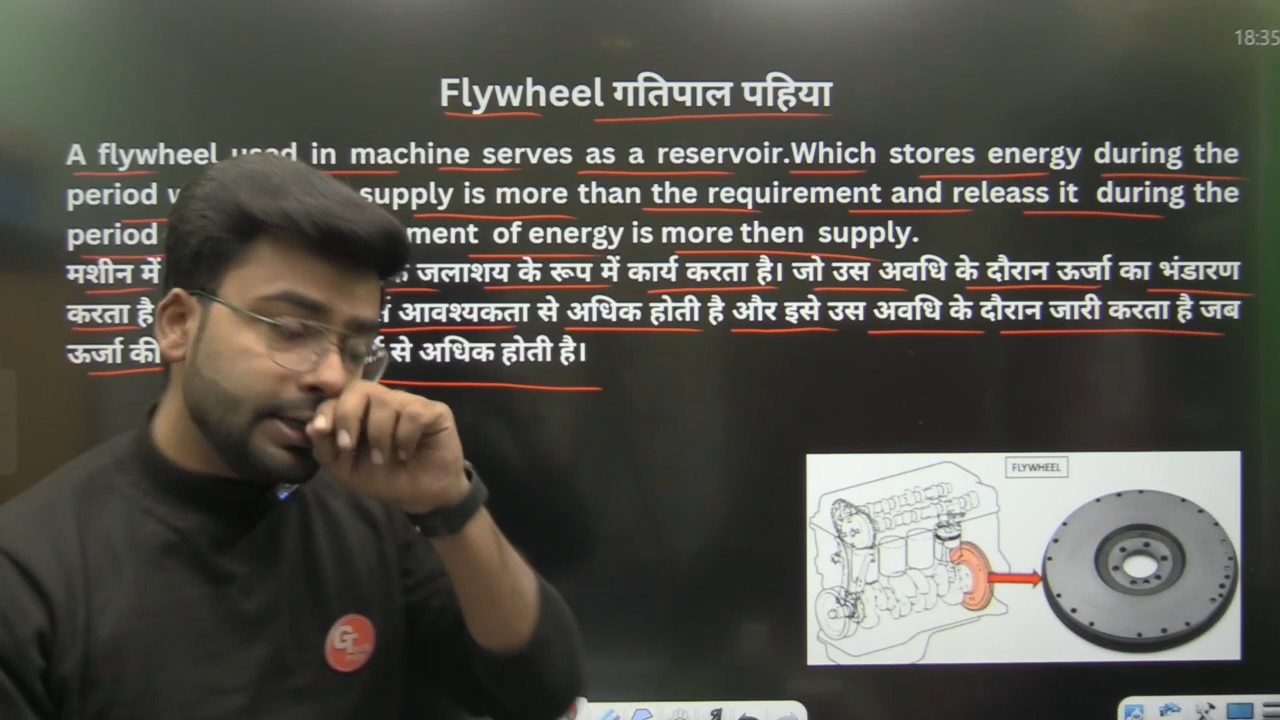 18:35
Flywheel गतिपाल पहिया
A flywheel used in machine serves as a reservoir.Which stores energy during the
period supply is more than the requirement and releass it during the
period of energy is more then supply.
मशीन में जलाशय के रूप में कार्य करता है। जो उस अवधि के दौरान ऊर्जा का भंडारण
करता है आवश्यकता से अधिक होती है और इसे उस अवधि के दौरान जारी करता है जब
ऊर्जा की से अधिक होती है।
FLYWHEEL